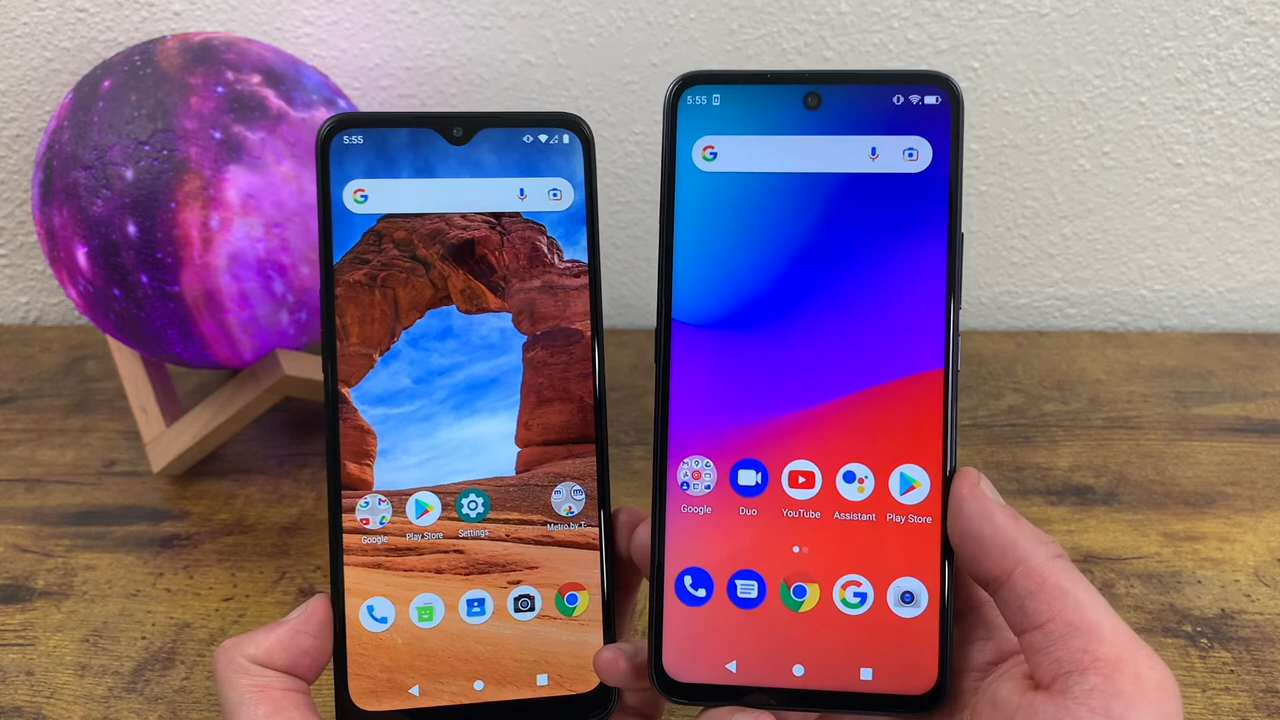 5:55
Google
Play Store
Settings
Metro by T-
5:55
Google
Duo
YouTube
Assistant
Play Store